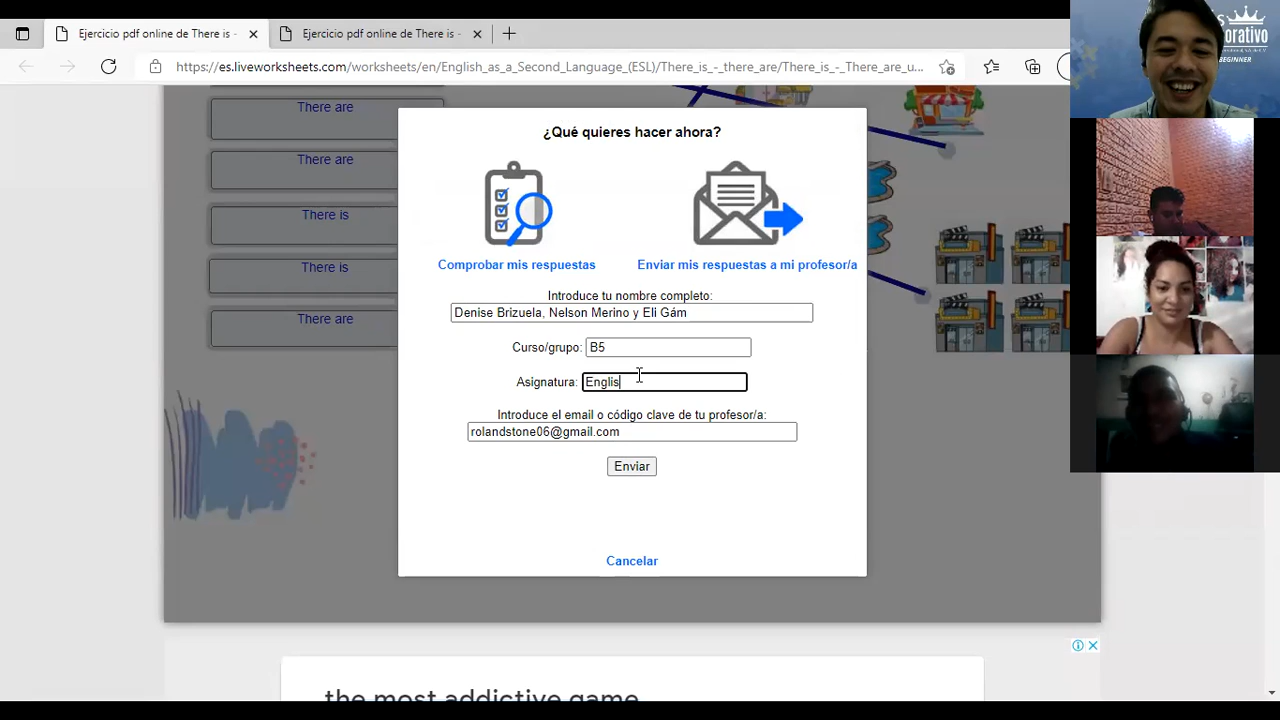 Ejercicio pdf online de There is -
Ejercicio pdf online de There is -
https://es.liveworksheets.com/worksheets/en/English_as_a_Second_Language_(ESL)/There_is_-_there_are/There_is_-_There_are_u...
orativo
BEGINNER
There are
There are
There is
There is
There are
¿Qué quieres hacer ahora?
Comprobar mis respuestas
Enviar mis respuestas a mi profesor/a
Introduce tu nombre completo:
Denise Brizuela, Nelson Merino y Eli Gám
Curso/grupo: B5
Asignatura: Englis
Introduce el email o código clave de tu profesor/a:
rolandstone06@gmail.com
Enviar
Cancelar
the most addictive game